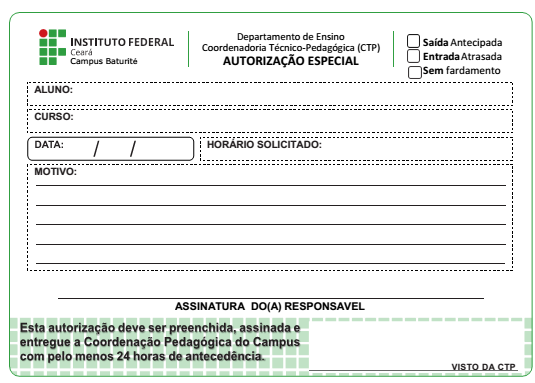 INSTITUTO FEDERAL
Ceará
Campus Baturité
Departamento de Ensino
Coordenadoria Técnico-Pedagógica (CTP)
AUTORIZAÇÃO ESPECIAL
Saída Antecipada
Entrada Atrasada
Sem fardamento
ALUNO:
CURSO:
DATA: / /
HORÁRIO SOLICITADO:
MOTIVO:
ASSINATURA DO(A) RESPONSAVEL
Esta autorização deve ser preenchida, assinada e
entregue a Coordenação Pedagógica do Campus
com pelo menos 24 horas de antecedência.
VISTO DA CTP